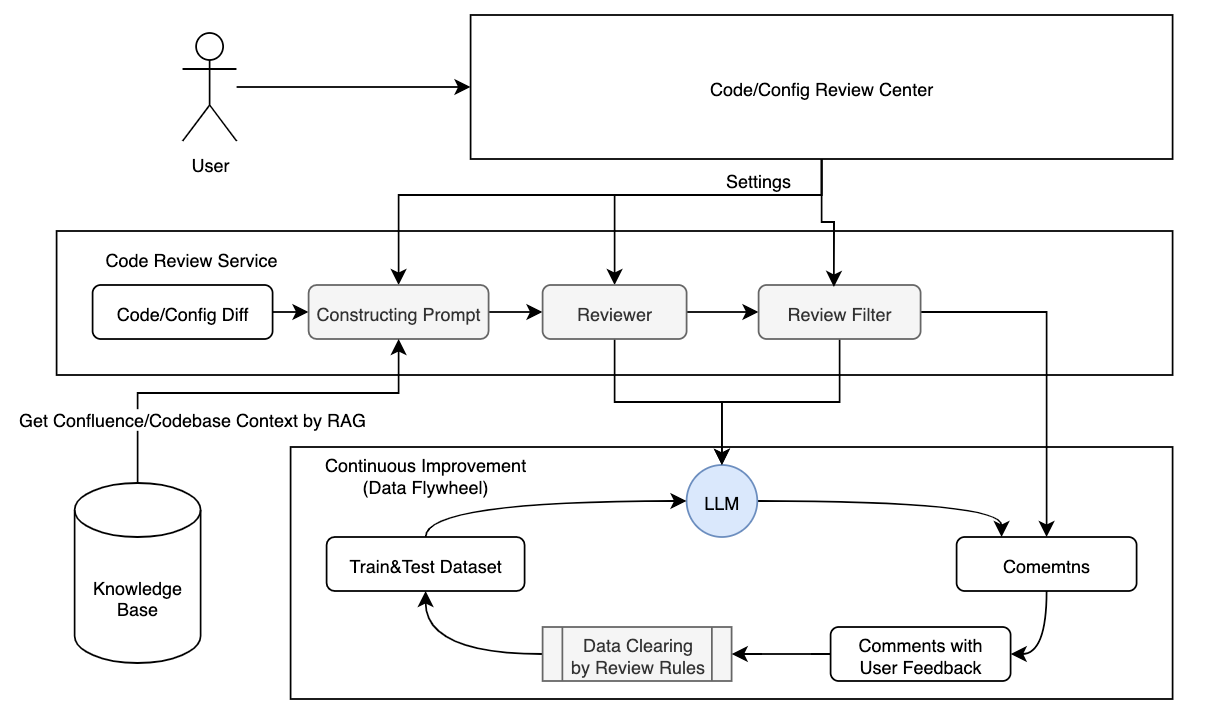 Code/Config Review Center
User
Settings
Code Review Service
Code/Config Diff
Constructing Prompt
Reviewer
Review Filter
Get Confluence/Codebase Context by RAG
Continuous Improvement
(Data Flywheel)
LLM
Train&Test Dataset
Comemtns
Knowledge
Base
Data Clearing
by Review Rules
Comments with
User Feedback